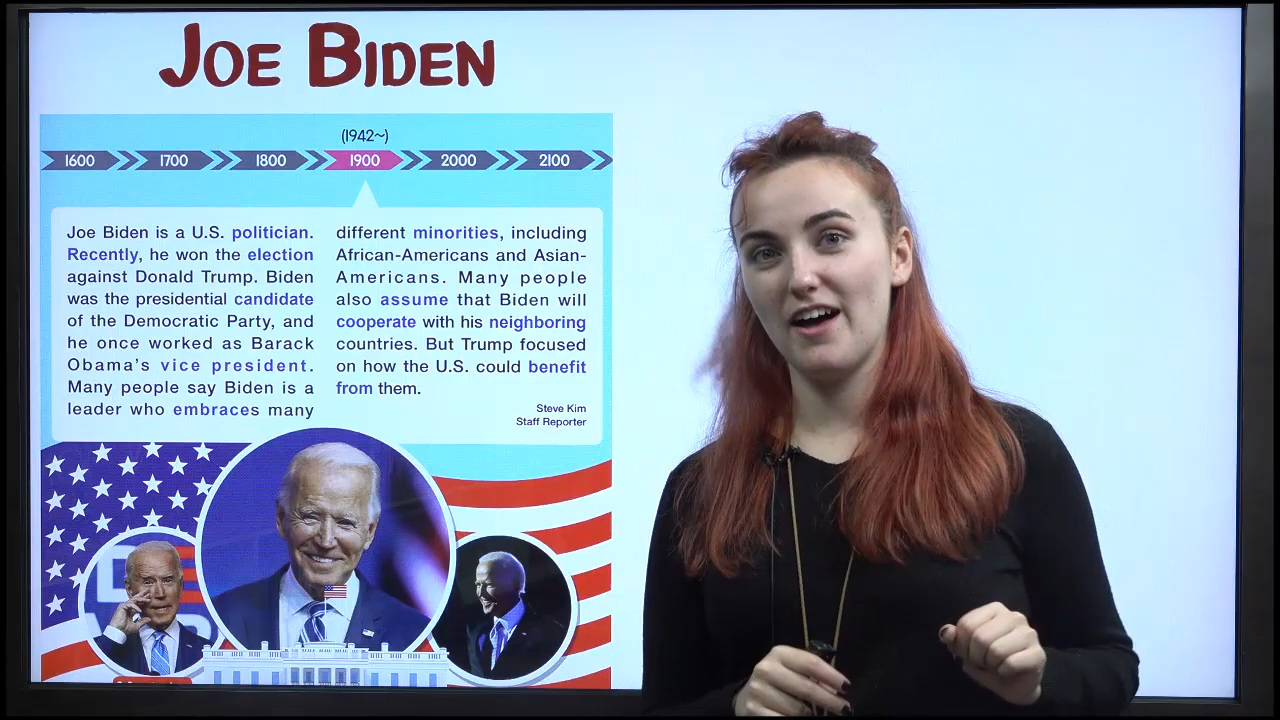 JOE BIDEN
(1942~)
1600 1700 1800 1900 2000 2100
Joe Biden is a U.S. politician.
Recently, he won the election
against Donald Trump. Biden
was the presidential candidate
of the Democratic Party, and
he once worked as Barack
Obama's vice president.
Many people say Biden is a
leader who embraces many
different minorities, including
African-Americans and Asian-
Americans. Many people
also assume that Biden will
cooperate with his neighboring
countries. But Trump focused
on how the U.S. could benefit
from them.
Steve Kim
Staff Reporter